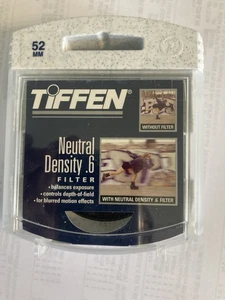 52
MM
TIFFEN
WITHOUT FILTER
Neutral
Density .6
FILTER
• balances exposure
• controls depth-of-field
• for blurred motion effects
WITH NEUTRAL DENSITY .6 FILTER